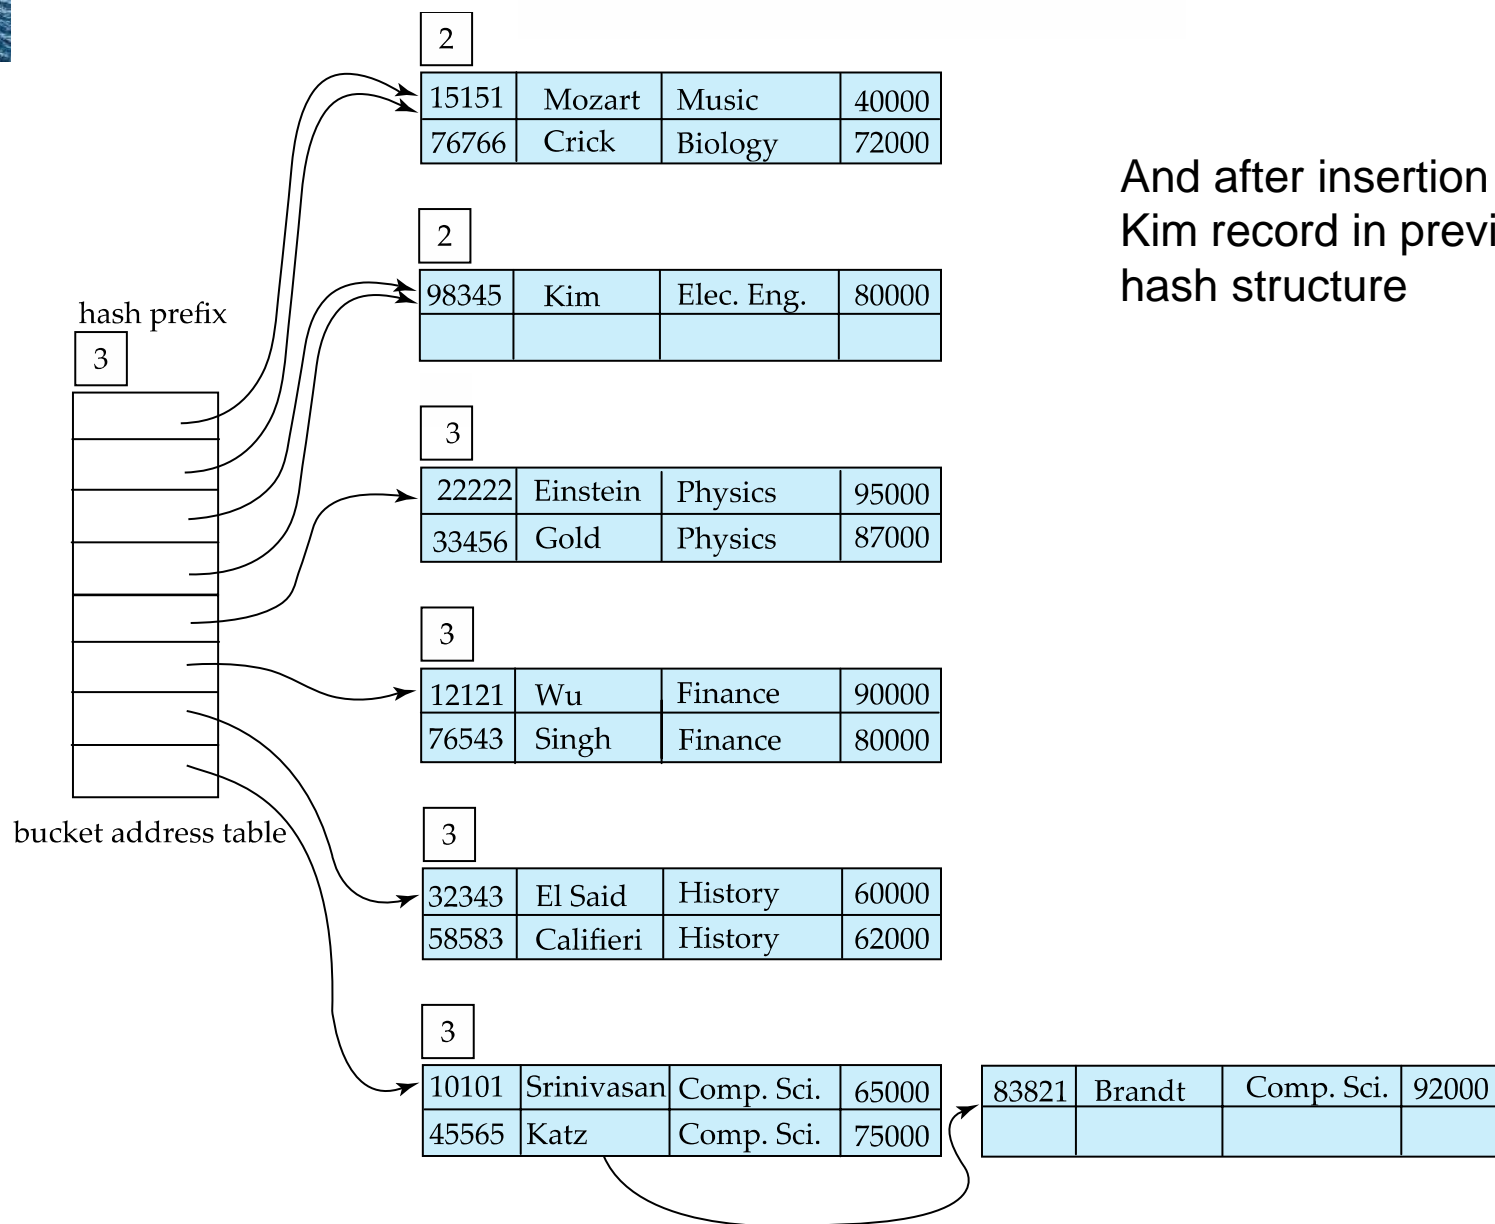 2
15151 Mozart Music 40000
76766 Crick Biology 72000
And after insertion
Kim record in previ
hash structure
2
98345 Kim Elec. Eng. 80000
hash prefix
3
3
22222 Einstein Physics 95000
33456 Gold Physics 87000
3
12121 Wu Finance 90000
76543 Singh Finance 80000
bucket address table
3
32343 El Said History 60000
58583 Califieri History 62000
3
10101 Srinivasan Comp. Sci. 65000
45565 Katz Comp. Sci. 75000
83821 Brandt Comp. Sci. 92000